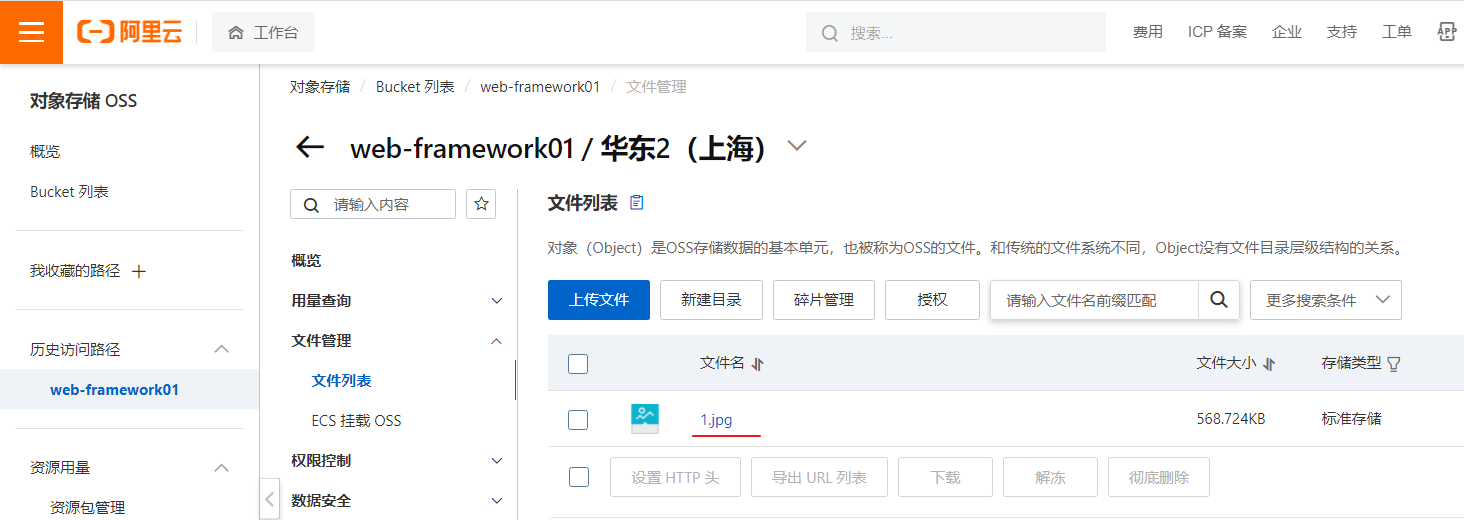 阿里云 工作台 搜索... 费用 ICP 备案 企业 支持 工单 APP
对象存储 OSS
概览
Bucket 列表
我收藏的路径
历史访问路径
web-framework01
资源用量
资源包管理
对象存储 / Bucket 列表 / web-framework01 / 文件管理
web-framework01 / 华东2（上海）
请输入内容
概览
用量查询
文件管理
文件列表
ECS 挂载 OSS
权限控制
数据安全
文件列表
对象（Object）是OSS存储数据的基本单元，也被称为OSS的文件。和传统的文件系统不同，Object没有文件目录层级结构的关系。
上传文件 新建目录 碎片管理 授权 请输入文件名前缀匹配 更多搜索条件
文件名 文件大小 存储类型
1.jpg 568.724KB 标准存储
设置 HTTP 头 导出 URL 列表 下载 解冻 彻底删除